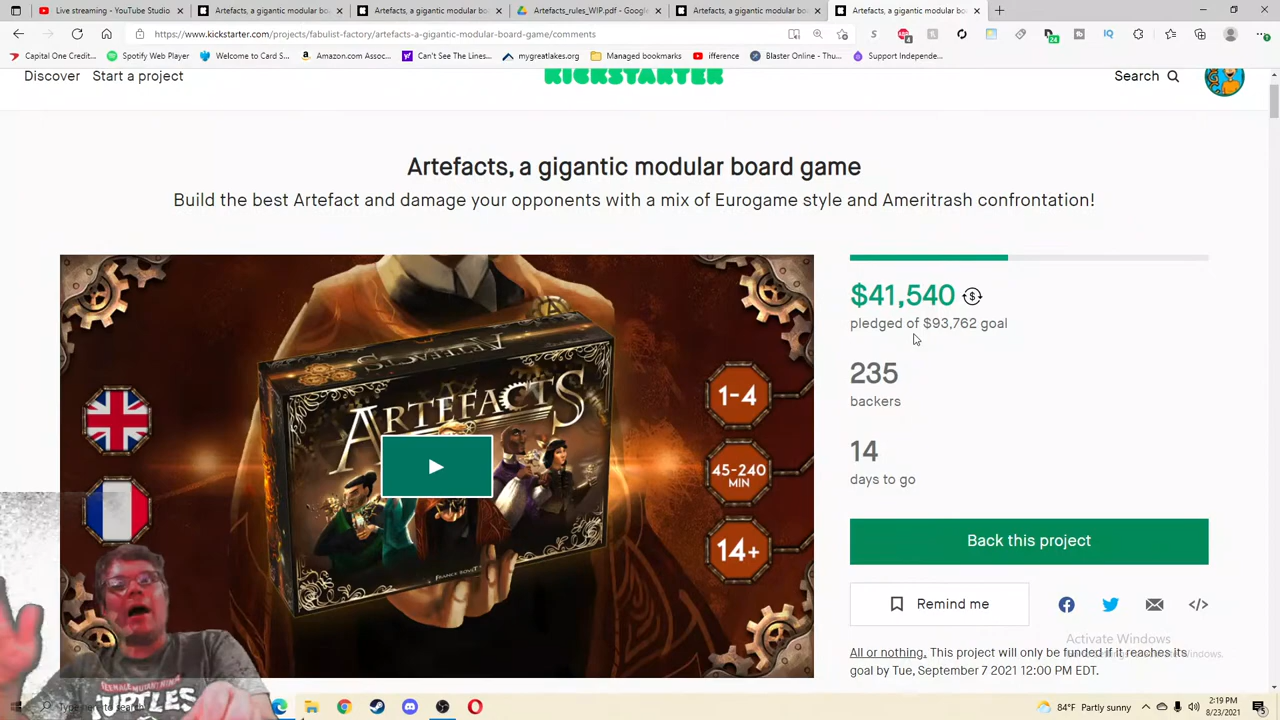 Live streaming - YouTube Studio
Artefacts, a gigantic modular bo
Artefacts, a gigantic modular bo
Artefacts_rules_WIP.pdf - Google
Artefacts, a gigantic modular bo
Artefacts, a gigantic modular bo
https://www.kickstarter.com/projects/fabulist-factory/artefacts-a-gigantic-modular-board-game/comments
Capital One Credit...
Spotify Web Player
Welcome to Card S...
Amazon.com Assoc...
Can't See The Lines...
mygreatlakes.org
Managed bookmarks
ifference
Blaster Online - Thu...
Support Independe...
Discover
Start a project
KICKSTARTER
Search
Artefacts, a gigantic modular board game
Build the best Artefact and damage your opponents with a mix of Eurogame style and Ameritrash confrontation!
ARTEFACTS
ARTEFACTS
1-4
45-240
MIN
14+
$41,540
pledged of $93,762 goal
235
backers
14
days to go
Back this project
Remind me
Activate Windows
All or nothing. This project will only be funded if it reaches its
goal by Tue, September 7 2021 12:00 PM EDT.
TURTLES
Type here to search
84°F Partly sunny
2:19 PM
8/23/2021